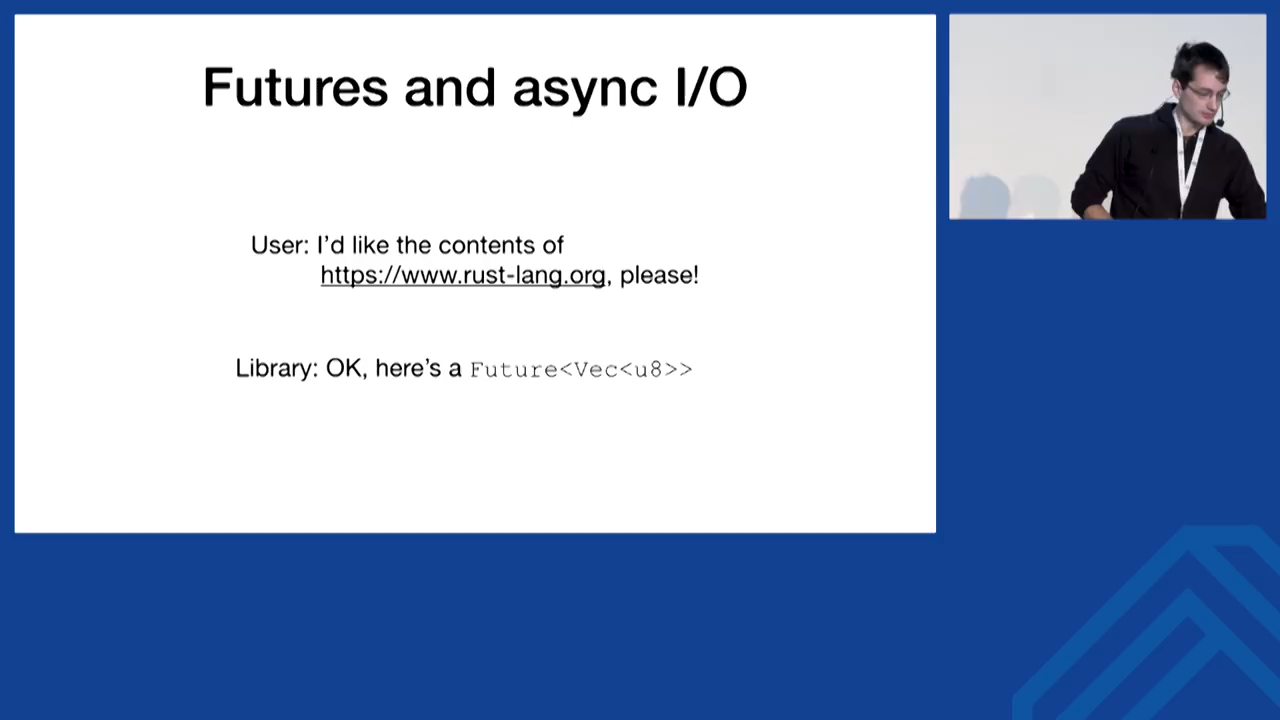 Futures and async I/O
User: I’d like the contents of
https://www.rust-lang.org, please!
Library: OK, here’s a Future<Vec<u8>>